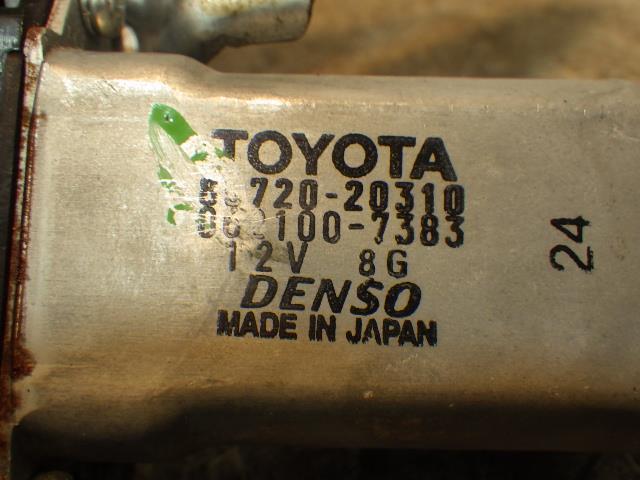 TOYOTA
720-20310
100-7383
12V 8G
DENSO
MADE IN JAPAN
24